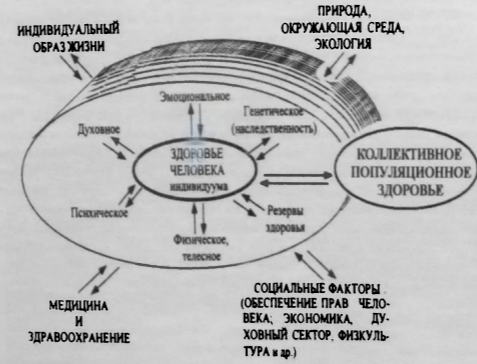 ИНДИВИДУАЛЬНЫЙ
ОБРАЗ ЖИЗНИ
ПРИРОДА,
ОКРУЖАЮЩАЯ СРЕДА,
ЭКОЛОГИЯ
Эмоциональное
Генетическое
(наследственность)
Духовное
ЗДОРОВЬЕ
ЧЕЛОВЕКА
индивидуума
КОЛЛЕКТИВНОЕ
ПОПУЛЯЦИОННОЕ
ЗДОРОВЬЕ
Психическое
Резервы
здоровья
Физическое,
телесное
МЕДИЦИНА
И
ЗДРАВООХРАНЕНИЕ
СОЦИАЛЬНЫЕ ФАКТОРЫ
(ОБЕСПЕЧЕНИЕ ПРАВ ЧЕЛО-
ВЕКА; ЭКОНОМИКА, ДУ-
ХОВНЫЙ СЕКТОР, ФИЗКУЛЬ-
ТУРА и др.)